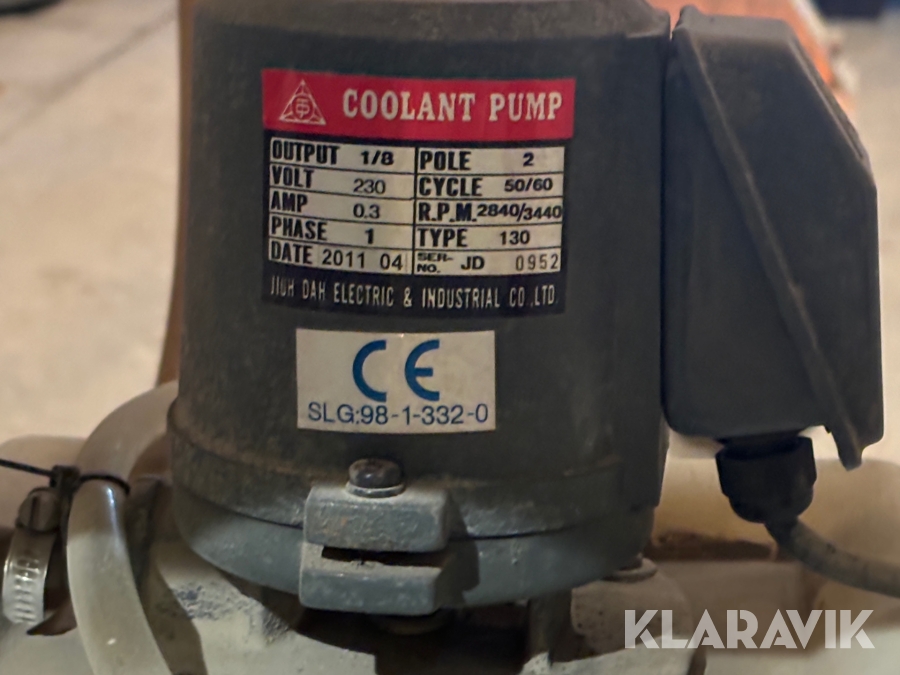 COOLANT PUMP
OUTPUT 1/8 POLE 2
VOLT 230 CYCLE 50/60
AMP 0.3 R.P.M. 2840/3440
PHASE 1 TYPE 130
DATE 2011 04 SER-NO. JD 0952
JIUH DAH ELECTRIC & INDUSTRIAL CO.,LTD
CE
SLG:98-1-332-0
KLARAVIK